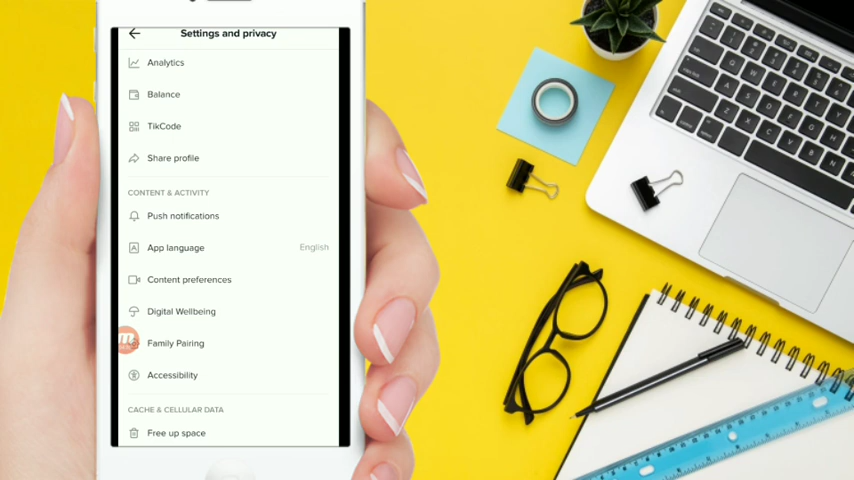 Settings and privacy
Analytics
Balance
TikCode
Share profile
CONTENT & ACTIVITY
Push notifications
App language English
Content preferences
Digital Wellbeing
Family Pairing
Accessibility
CACHE & CELLULAR DATA
Free up space